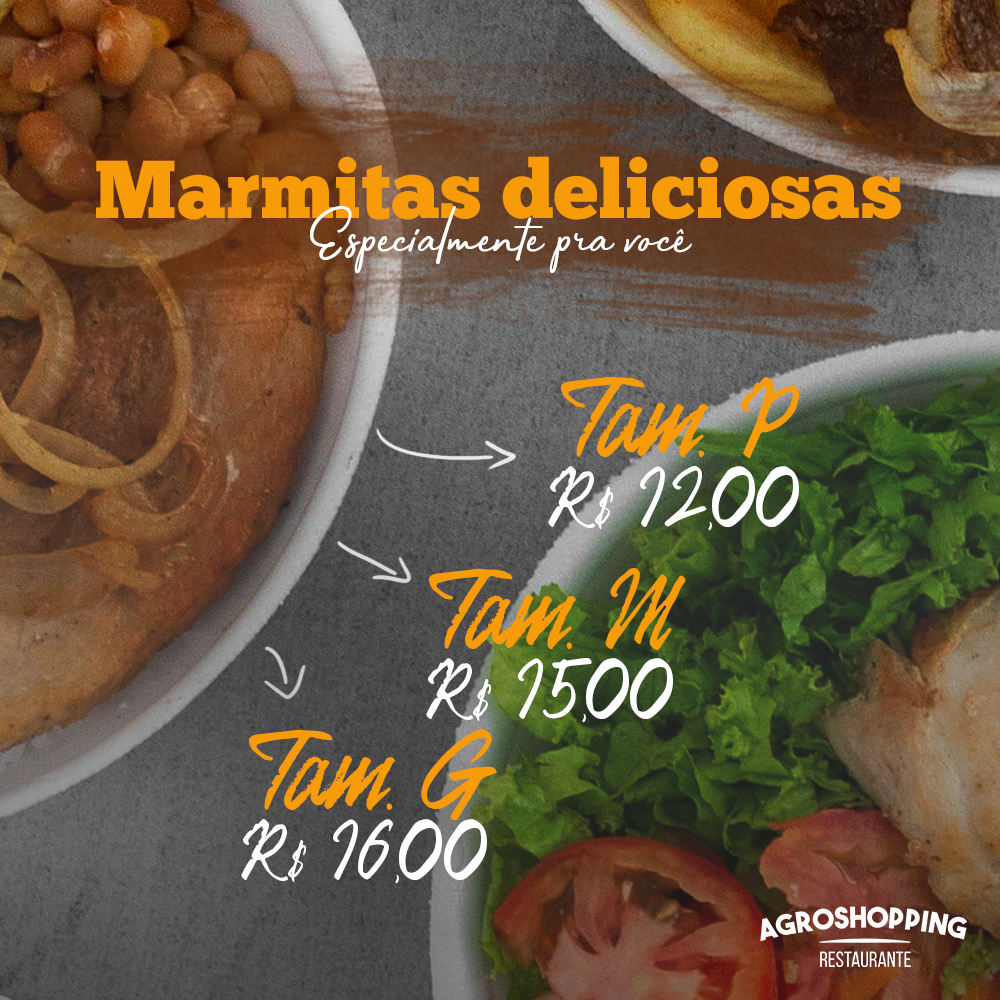 Marmitas deliciosas
Especialmente pra você
Tam. P
R$ 12,00
Tam. M
R$ 15,00
Tam. G
R$ 16,00
AGROSHOPPING
RESTAURANTE